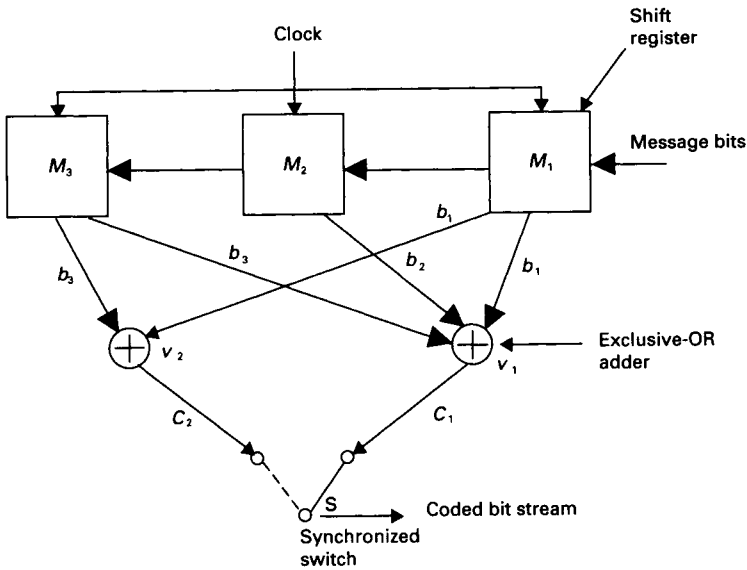 Shift
register
Clock
M₃
M₂
M₁
Message bits
b₁
b₃
b₃
b₂
b₁
v₂
v₁
Exclusive-OR
adder
C₂
C₁
S
Coded bit stream
Synchronized
switch